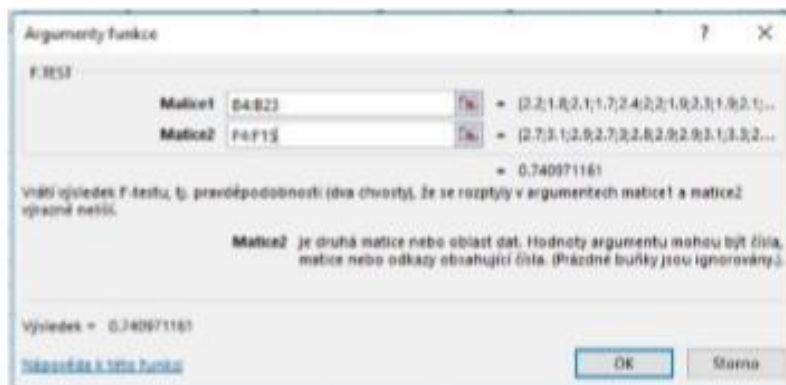 Argumenty funkce ? ×
F.TEST
Matice1 B4:B23 = {2.2;1.8;2.1;1.7;2.4;2;2;1.9;2.3;1.9;2.1;...
Matice2 F4:F15 = {2.7;3.1;2.9;2.7;3;2.8;2.9;2.9;3.1;3.3;2...
= 0.740971161
Vrátí výsledek F-testu, tj. pravděpodobnosti (dva chvosty), že se rozptyly v argumentech matice1 a matice2
výrazně neliší.
Matice2 je druhá matice nebo oblast dat. Hodnoty argumentu mohou být čísla,
matice nebo odkazy obsahující čísla. (Prázdné buňky jsou ignorovány.).
Výsledek = 0.740971161
Nápověda k této funkci
OK Storno